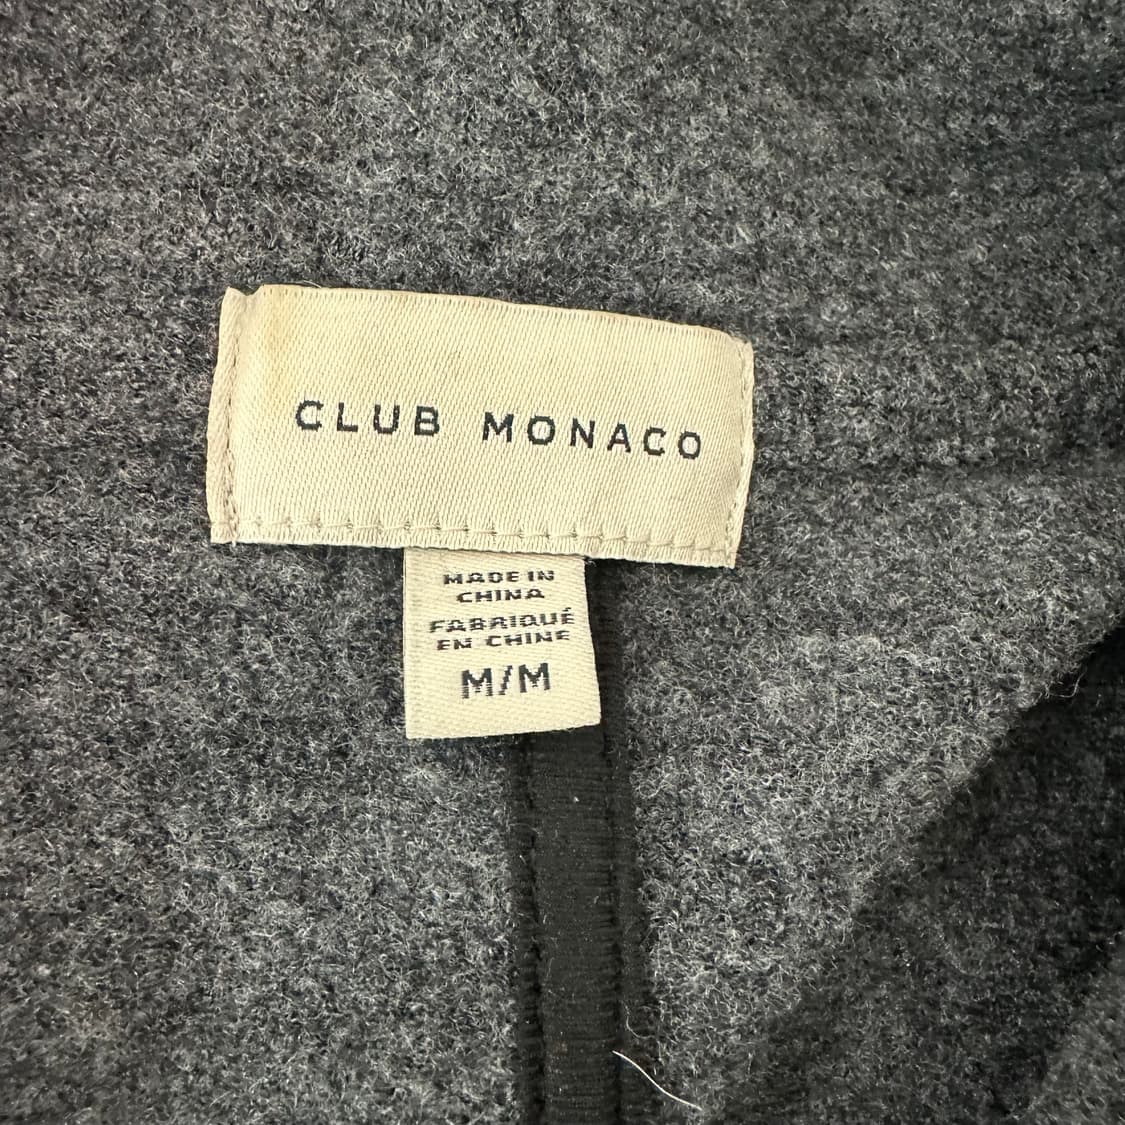 CLUB MONACO
MADE IN
CHINA
FABRIQUÉ
EN CHINE
M/M